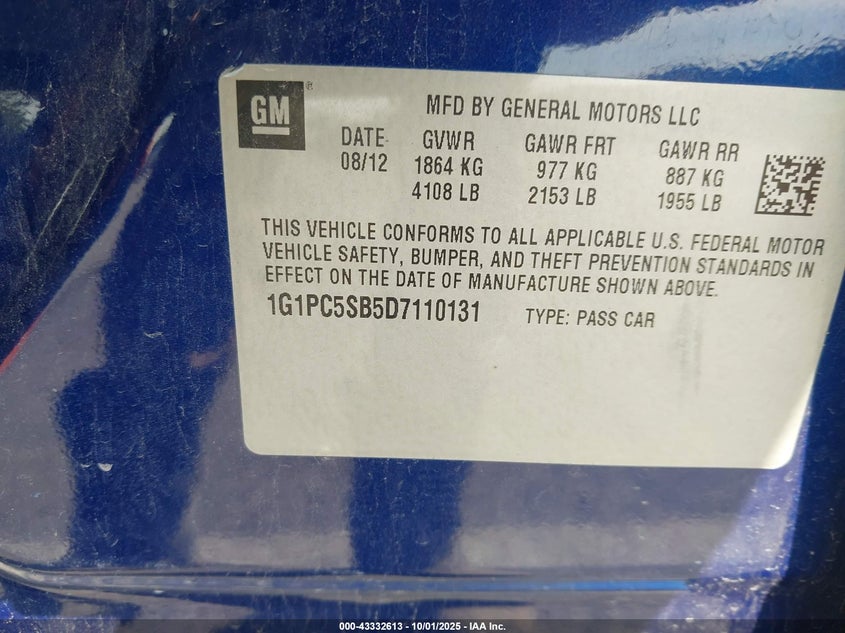 GM ®
MFD BY GENERAL MOTORS LLC
DATE GVWR GAWR FRT GAWR RR
08/12 1864 KG 977 KG 887 KG
4108 LB 2153 LB 1955 LB
THIS VEHICLE CONFORMS TO ALL APPLICABLE U.S. FEDERAL MOTOR
VEHICLE SAFETY, BUMPER, AND THEFT PREVENTION STANDARDS IN
EFFECT ON THE DATE OF MANUFACTURE SHOWN ABOVE.
1G1PC5SB5D7110131 TYPE: PASS CAR
000-43332613 - 10/01/2025 - IAA Inc.